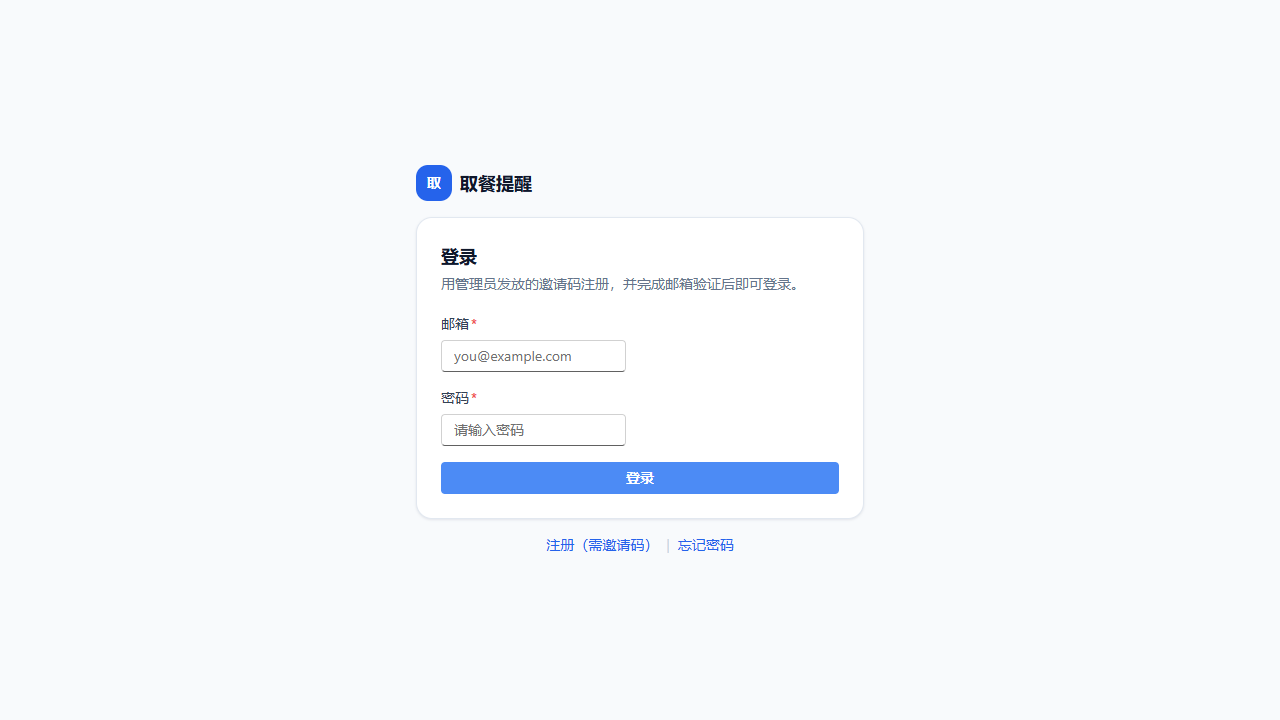 取 取餐提醒
登录
用管理员发放的邀请码注册，并完成邮箱验证后即可登录。
邮箱*
you@example.com
密码*
请输入密码
登录
注册（需邀请码） | 忘记密码